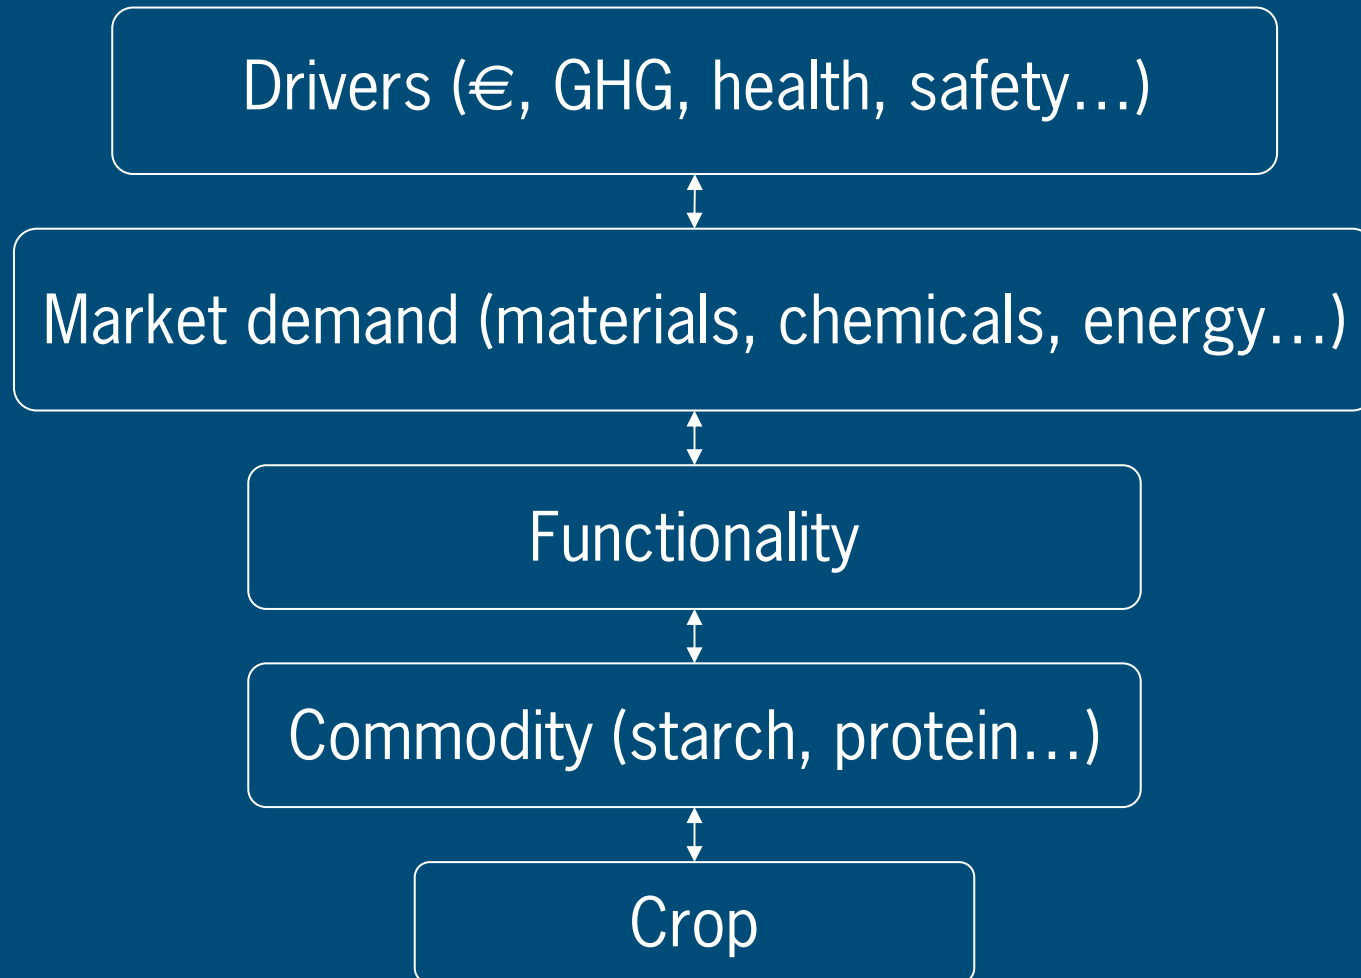 Drivers (€, GHG, health, safety…)
Market demand (materials, chemicals, energy…)
Functionality
Commodity (starch, protein…)
Crop